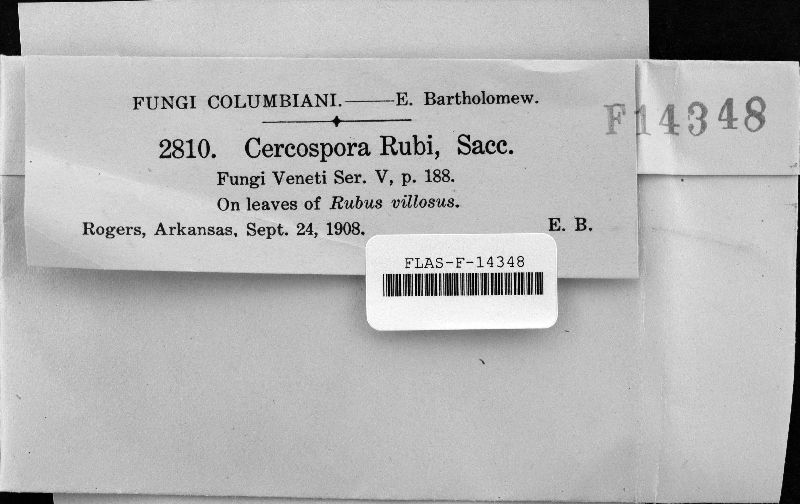 FUNGI COLUMBIANI.——E. Bartholomew.
F14348
2810. Cercospora Rubi, Sacc.
Fungi Veneti Ser. V, p. 188.
On leaves of Rubus villosus.
Rogers, Arkansas, Sept. 24, 1908. E. B.
FLAS-F-14348